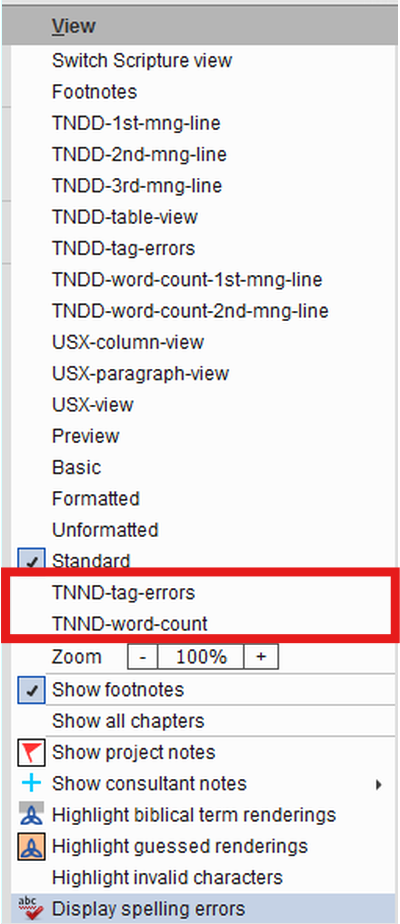 View
Switch Scripture view
Footnotes
TNDD-1st-mng-line
TNDD-2nd-mng-line
TNDD-3rd-mng-line
TNDD-table-view
TNDD-tag-errors
TNDD-word-count-1st-mng-line
TNDD-word-count-2nd-mng-line
USX-column-view
USX-paragraph-view
USX-view
Preview
Basic
Formatted
Unformatted
Standard
TNND-tag-errors
TNND-word-count
Zoom - 100% +
Show footnotes
Show all chapters
Show project notes
Show consultant notes
Highlight biblical term renderings
Highlight guessed renderings
Highlight invalid characters
abc Display spelling errors